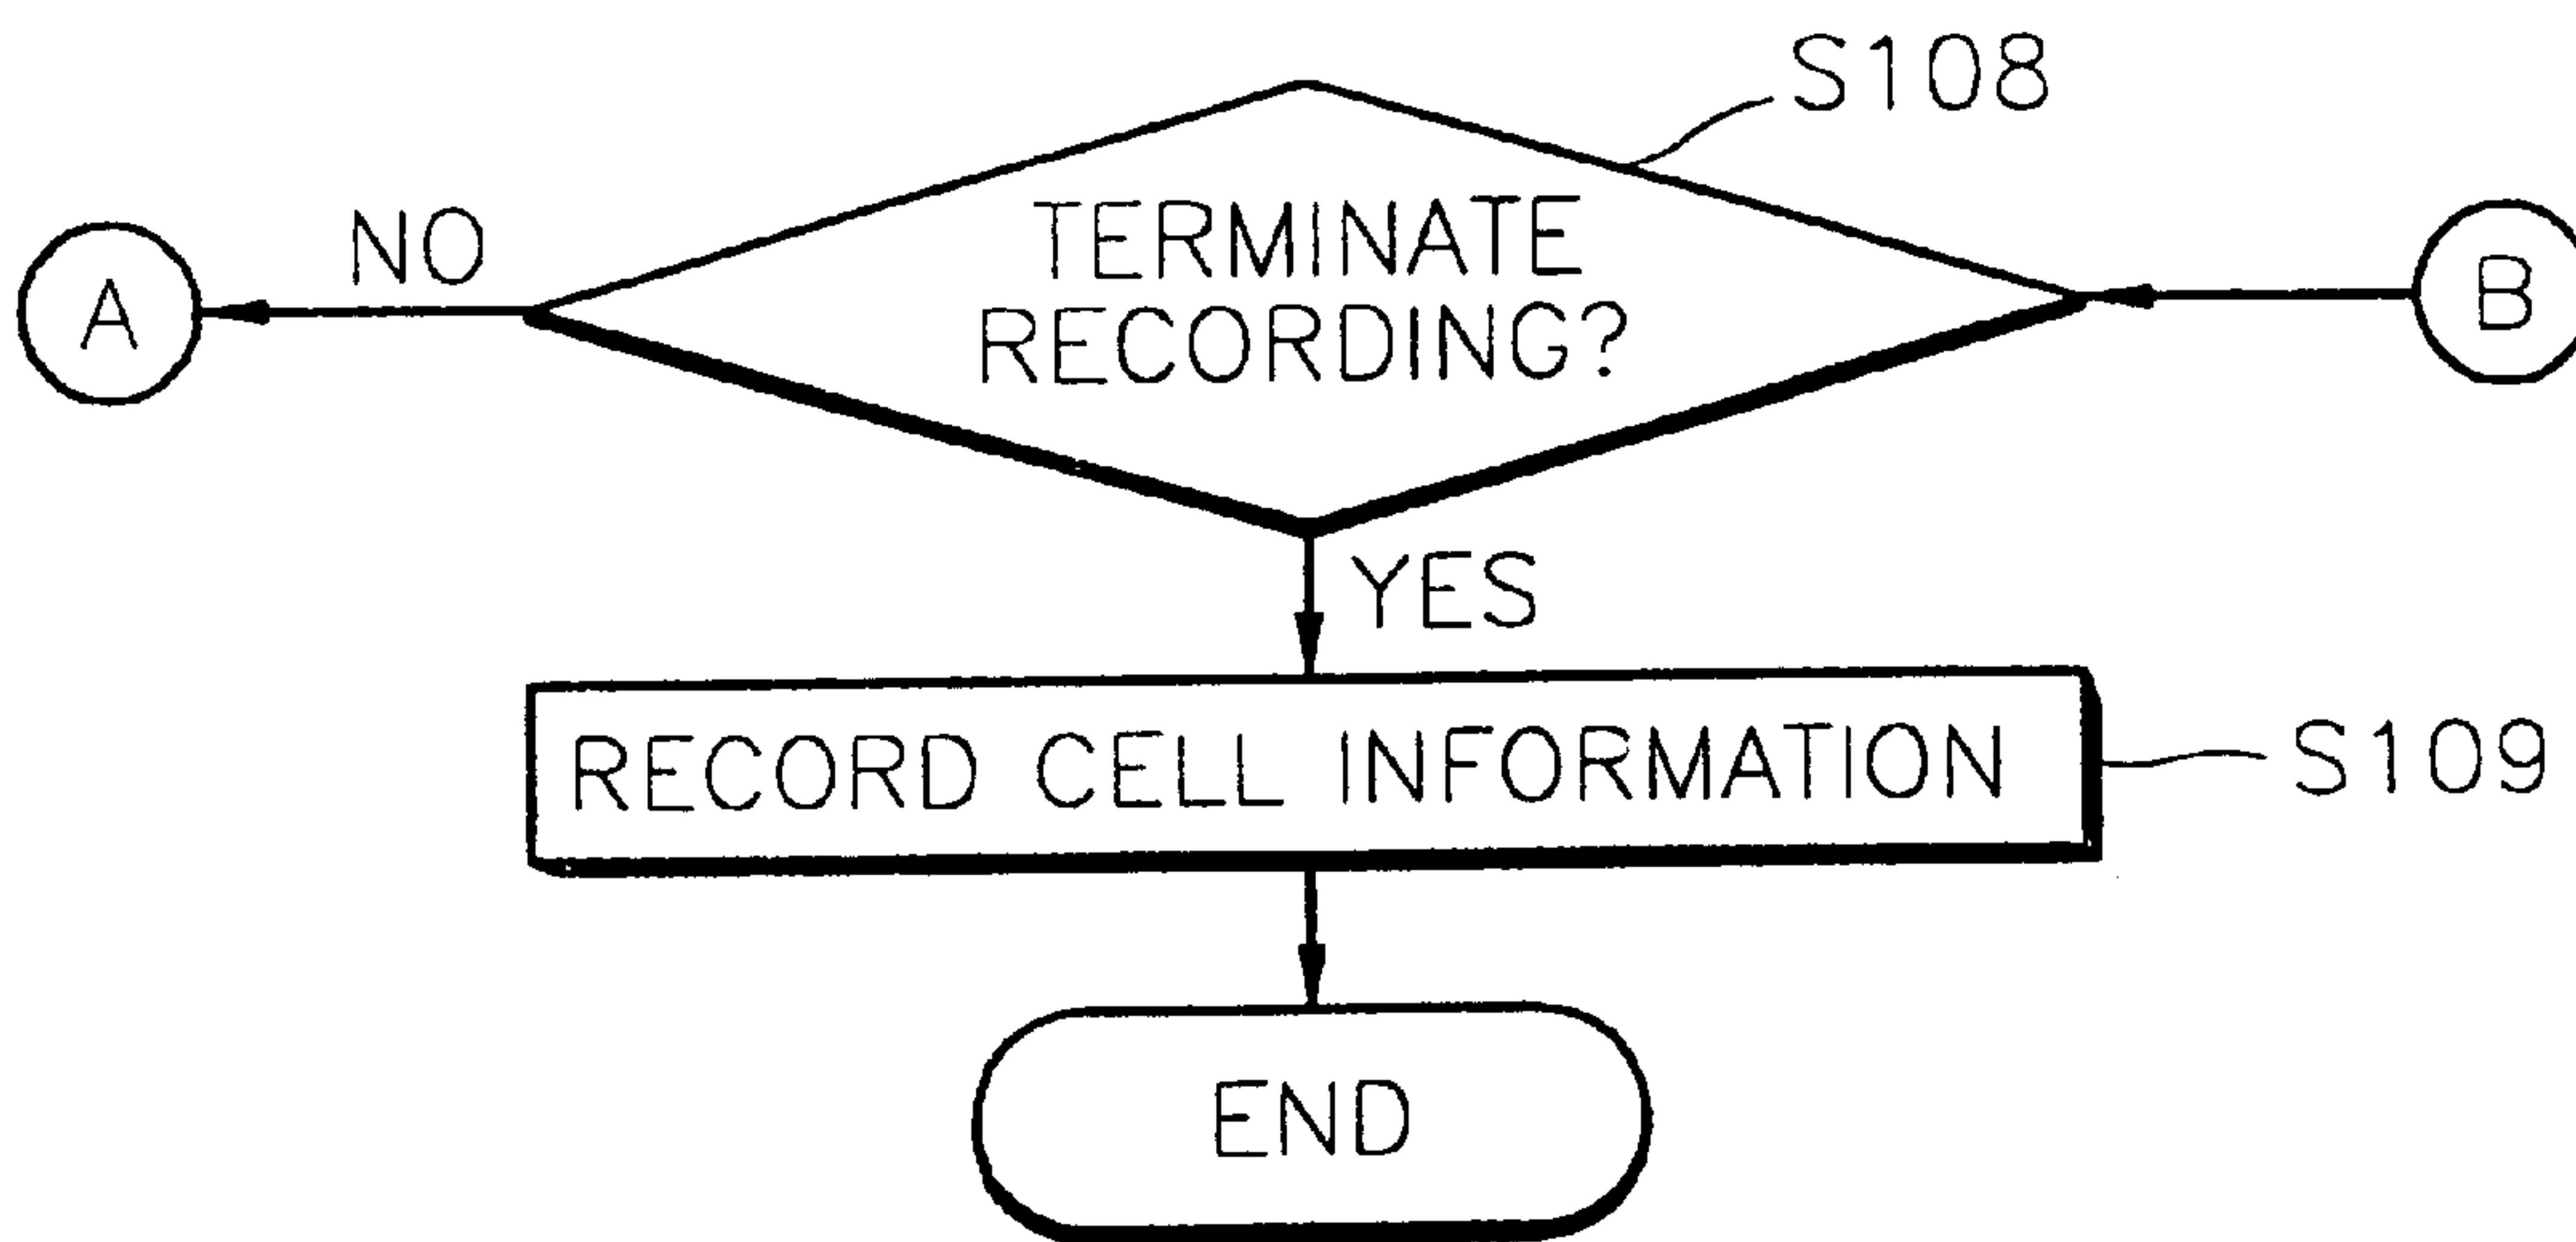 S108
TERMINATE
RECORDING?
NO
A
B
YES
RECORD CELL INFORMATION
S109
END